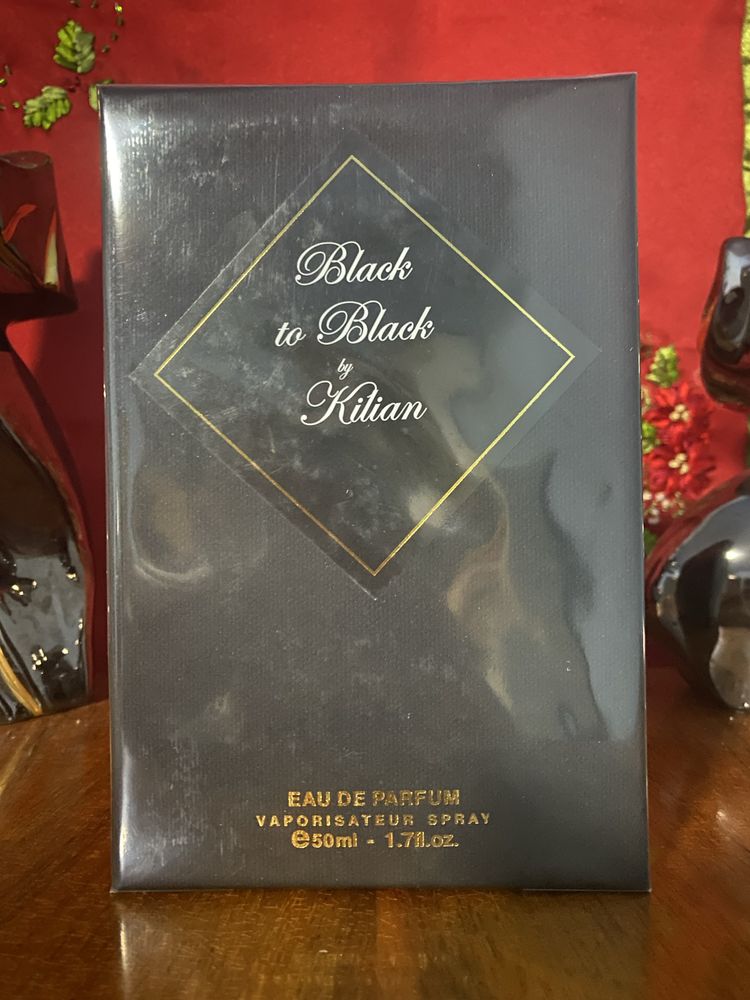 Black
to Black
by
Kilian
EAU DE PARFUM
VAPORISATEUR SPRAY
℮50ml - 1.7fl.oz.